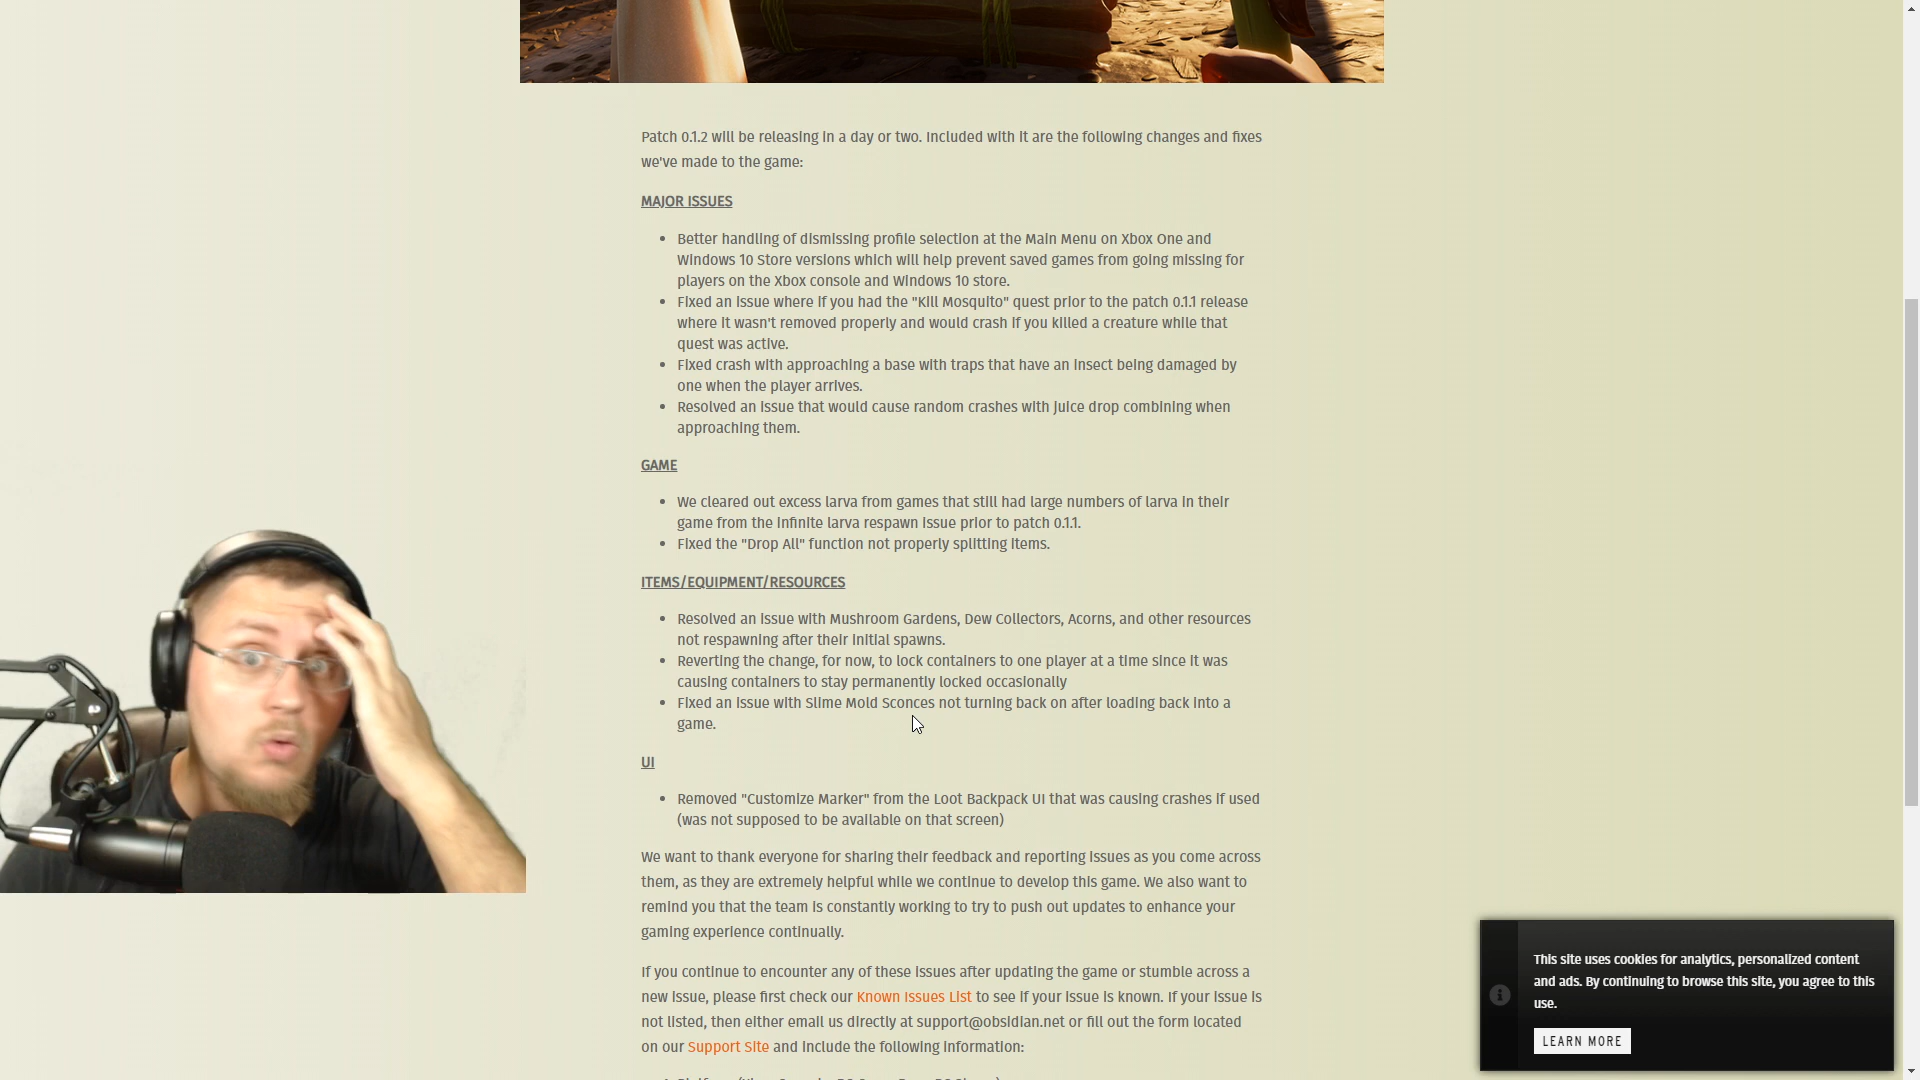 Patch 0.1.2 will be releasing in a day or two. Included with it are the following changes and fixes
we've made to the game:
MAJOR ISSUES
Better handling of dismissing profile selection at the Main Menu on Xbox One and
Windows 10 Store versions which will help prevent saved games from going missing for
players on the Xbox console and Windows 10 store.
Fixed an issue where if you had the "Kill Mosquito" quest prior to the patch 0.1.1 release
where it wasn't removed properly and would crash if you killed a creature while that
quest was active.
Fixed crash with approaching a base with traps that have an insect being damaged by
one when the player arrives.
Resolved an issue that would cause random crashes with juice drop combining when
approaching them.
GAME
We cleared out excess larva from games that still had large numbers of larva in their
game from the infinite larva respawn issue prior to patch 0.1.1.
Fixed the "Drop All" function not properly splitting items.
ITEMS/EQUIPMENT/RESOURCES
Resolved an issue with Mushroom Gardens, Dew Collectors, Acorns, and other resources
not respawning after their initial spawns.
Reverting the change, for now, to lock containers to one player at a time since it was
causing containers to stay permanently locked occasionally
Fixed an issue with Slime Mold Sconces not turning back on after loading back into a
game.
UI
Removed "Customize Marker" from the Loot Backpack UI that was causing crashes if used
(was not supposed to be available on that screen)
We want to thank everyone for sharing their feedback and reporting issues as you come across
them, as they are extremely helpful while we continue to develop this game. We also want to
remind you that the team is constantly working to try to push out updates to enhance your
gaming experience continually.
If you continue to encounter any of these issues after updating the game or stumble across a
new issue, please first check our Known Issues List to see if your issue is known. If your issue is
not listed, then either email us directly at support@obsidian.net or fill out the form located
on our Support Site and include the following information:
This site uses cookies for analytics, personalized content
and ads. By continuing to browse this site, you agree to this
use.
LEARN MORE